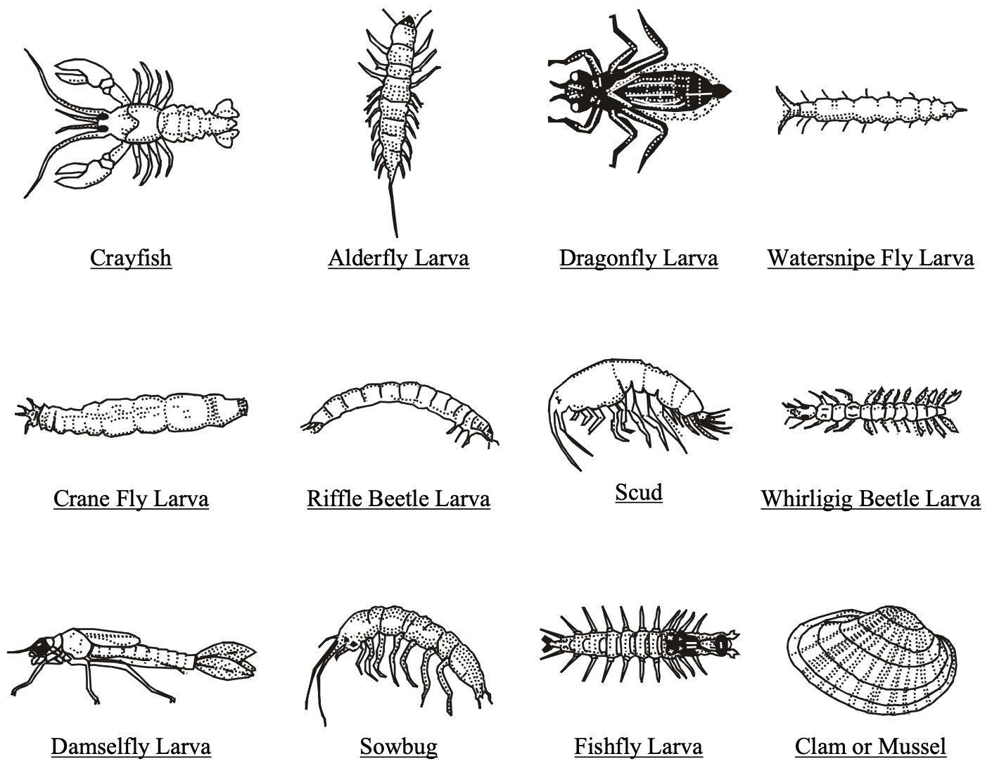 Crayfish
Alderfly Larva
Dragonfly Larva
Watersnipe Fly Larva
Crane Fly Larva
Riffle Beetle Larva
Scud
Whirligig Beetle Larva
Damselfly Larva
Sowbug
Fishfly Larva
Clam or Mussel